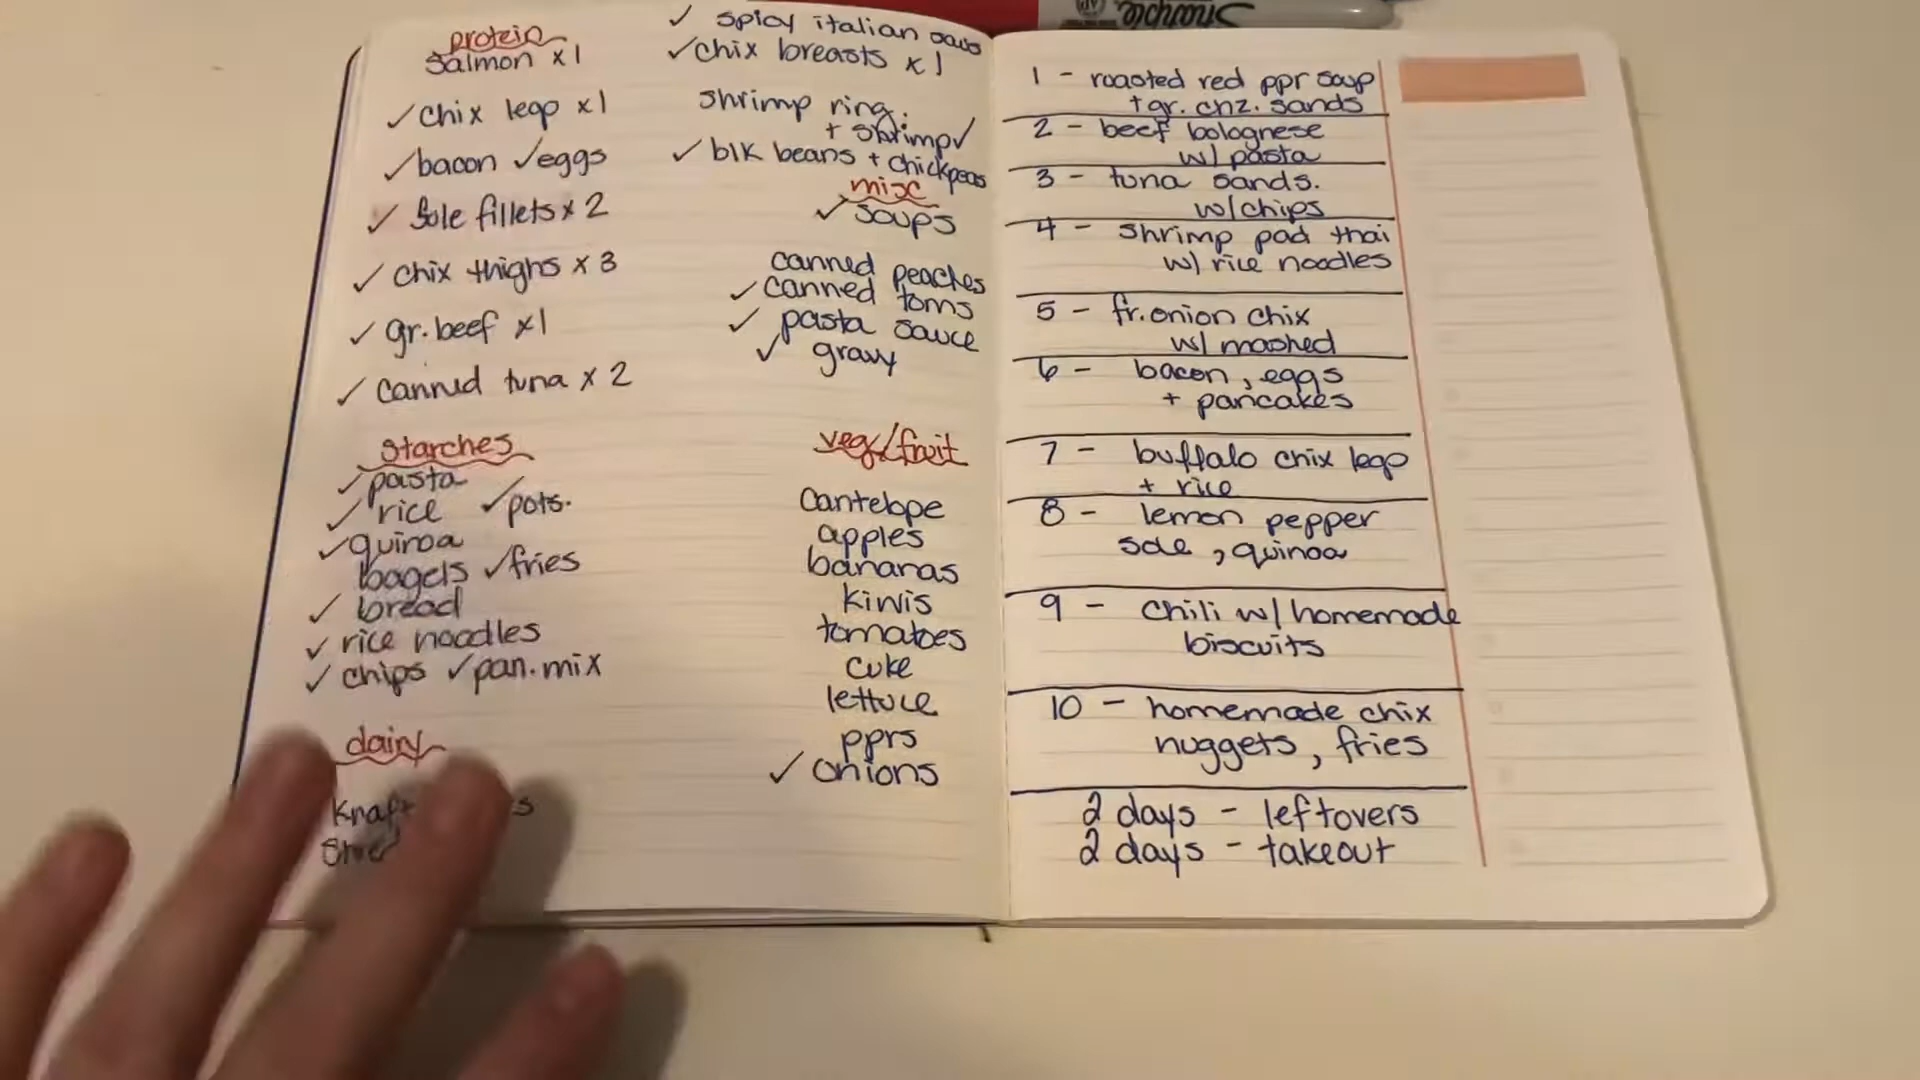 Sharpie
protein
Salmon x1
✓ chix legs x1
✓ bacon ✓ eggs
✓ Sole fillets x 2
✓ chix thighs x 3
✓ gr. beef x1
✓ canned tuna x 2
starches
✓ pasta
✓ rice ✓ pots.
✓ quinoa
bagels ✓ fries
✓ bread
✓ rice noodles
✓ chips ✓ pan. mix
dairy
✓ spicy italian saus
✓ chix breasts x1
shrimp ring
+ shrimp ✓
✓ blk beans + chickpeas
misc
✓ soups
canned peaches
✓ canned toms
✓ pasta sauce
✓ gravy
veg/fruit
Cantelope
apples
bananas
kiwis
tomatoes
cuke
lettuce
pprs
✓ onions
1 - roasted red ppr soup
+ gr. chz. sands
2 - beef bolognese
w/ pasta
3 - tuna sands.
w/ chips
4 - shrimp pad thai
w/ rice noodles
5 - fr. onion chix
w/ mashed
6 - bacon, eggs
+ pancakes
7 - buffalo chix legs
+ rice
8 - lemon pepper
sole, quinoa
9 - chili w/ homemade
biscuits
10 - homemade chix
nuggets, fries
2 days - leftovers
2 days - takeout